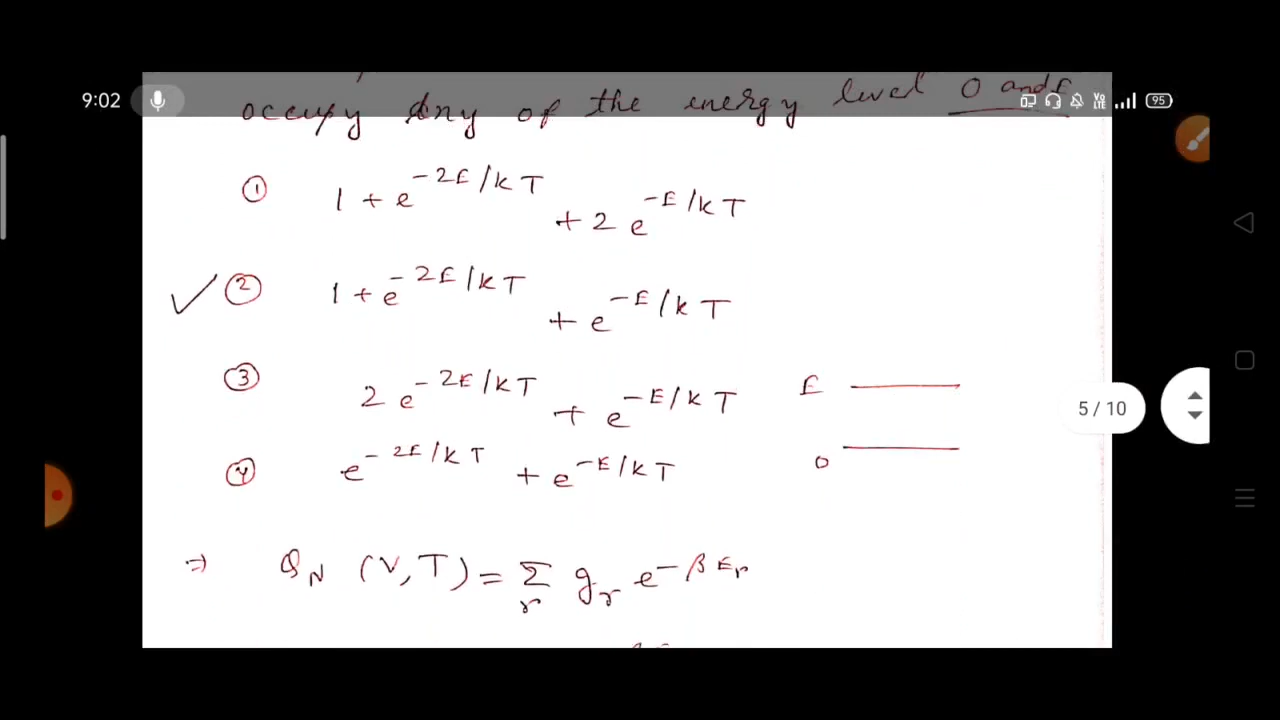 9:02
95
occupy any of the energy level 0 and E
① 1 + e^{-2E/kT} + 2 e^{-E/kT}
② 1 + e^{-2E/kT} + e^{-E/kT}
③ 2 e^{-2E/kT} + e^{-E/kT}
E
5 / 10
④ e^{-2E/kT} + e^{-E/kT}
0
⇒ Q_N (V, T) = Σ_r g_r e^{-βE_r}